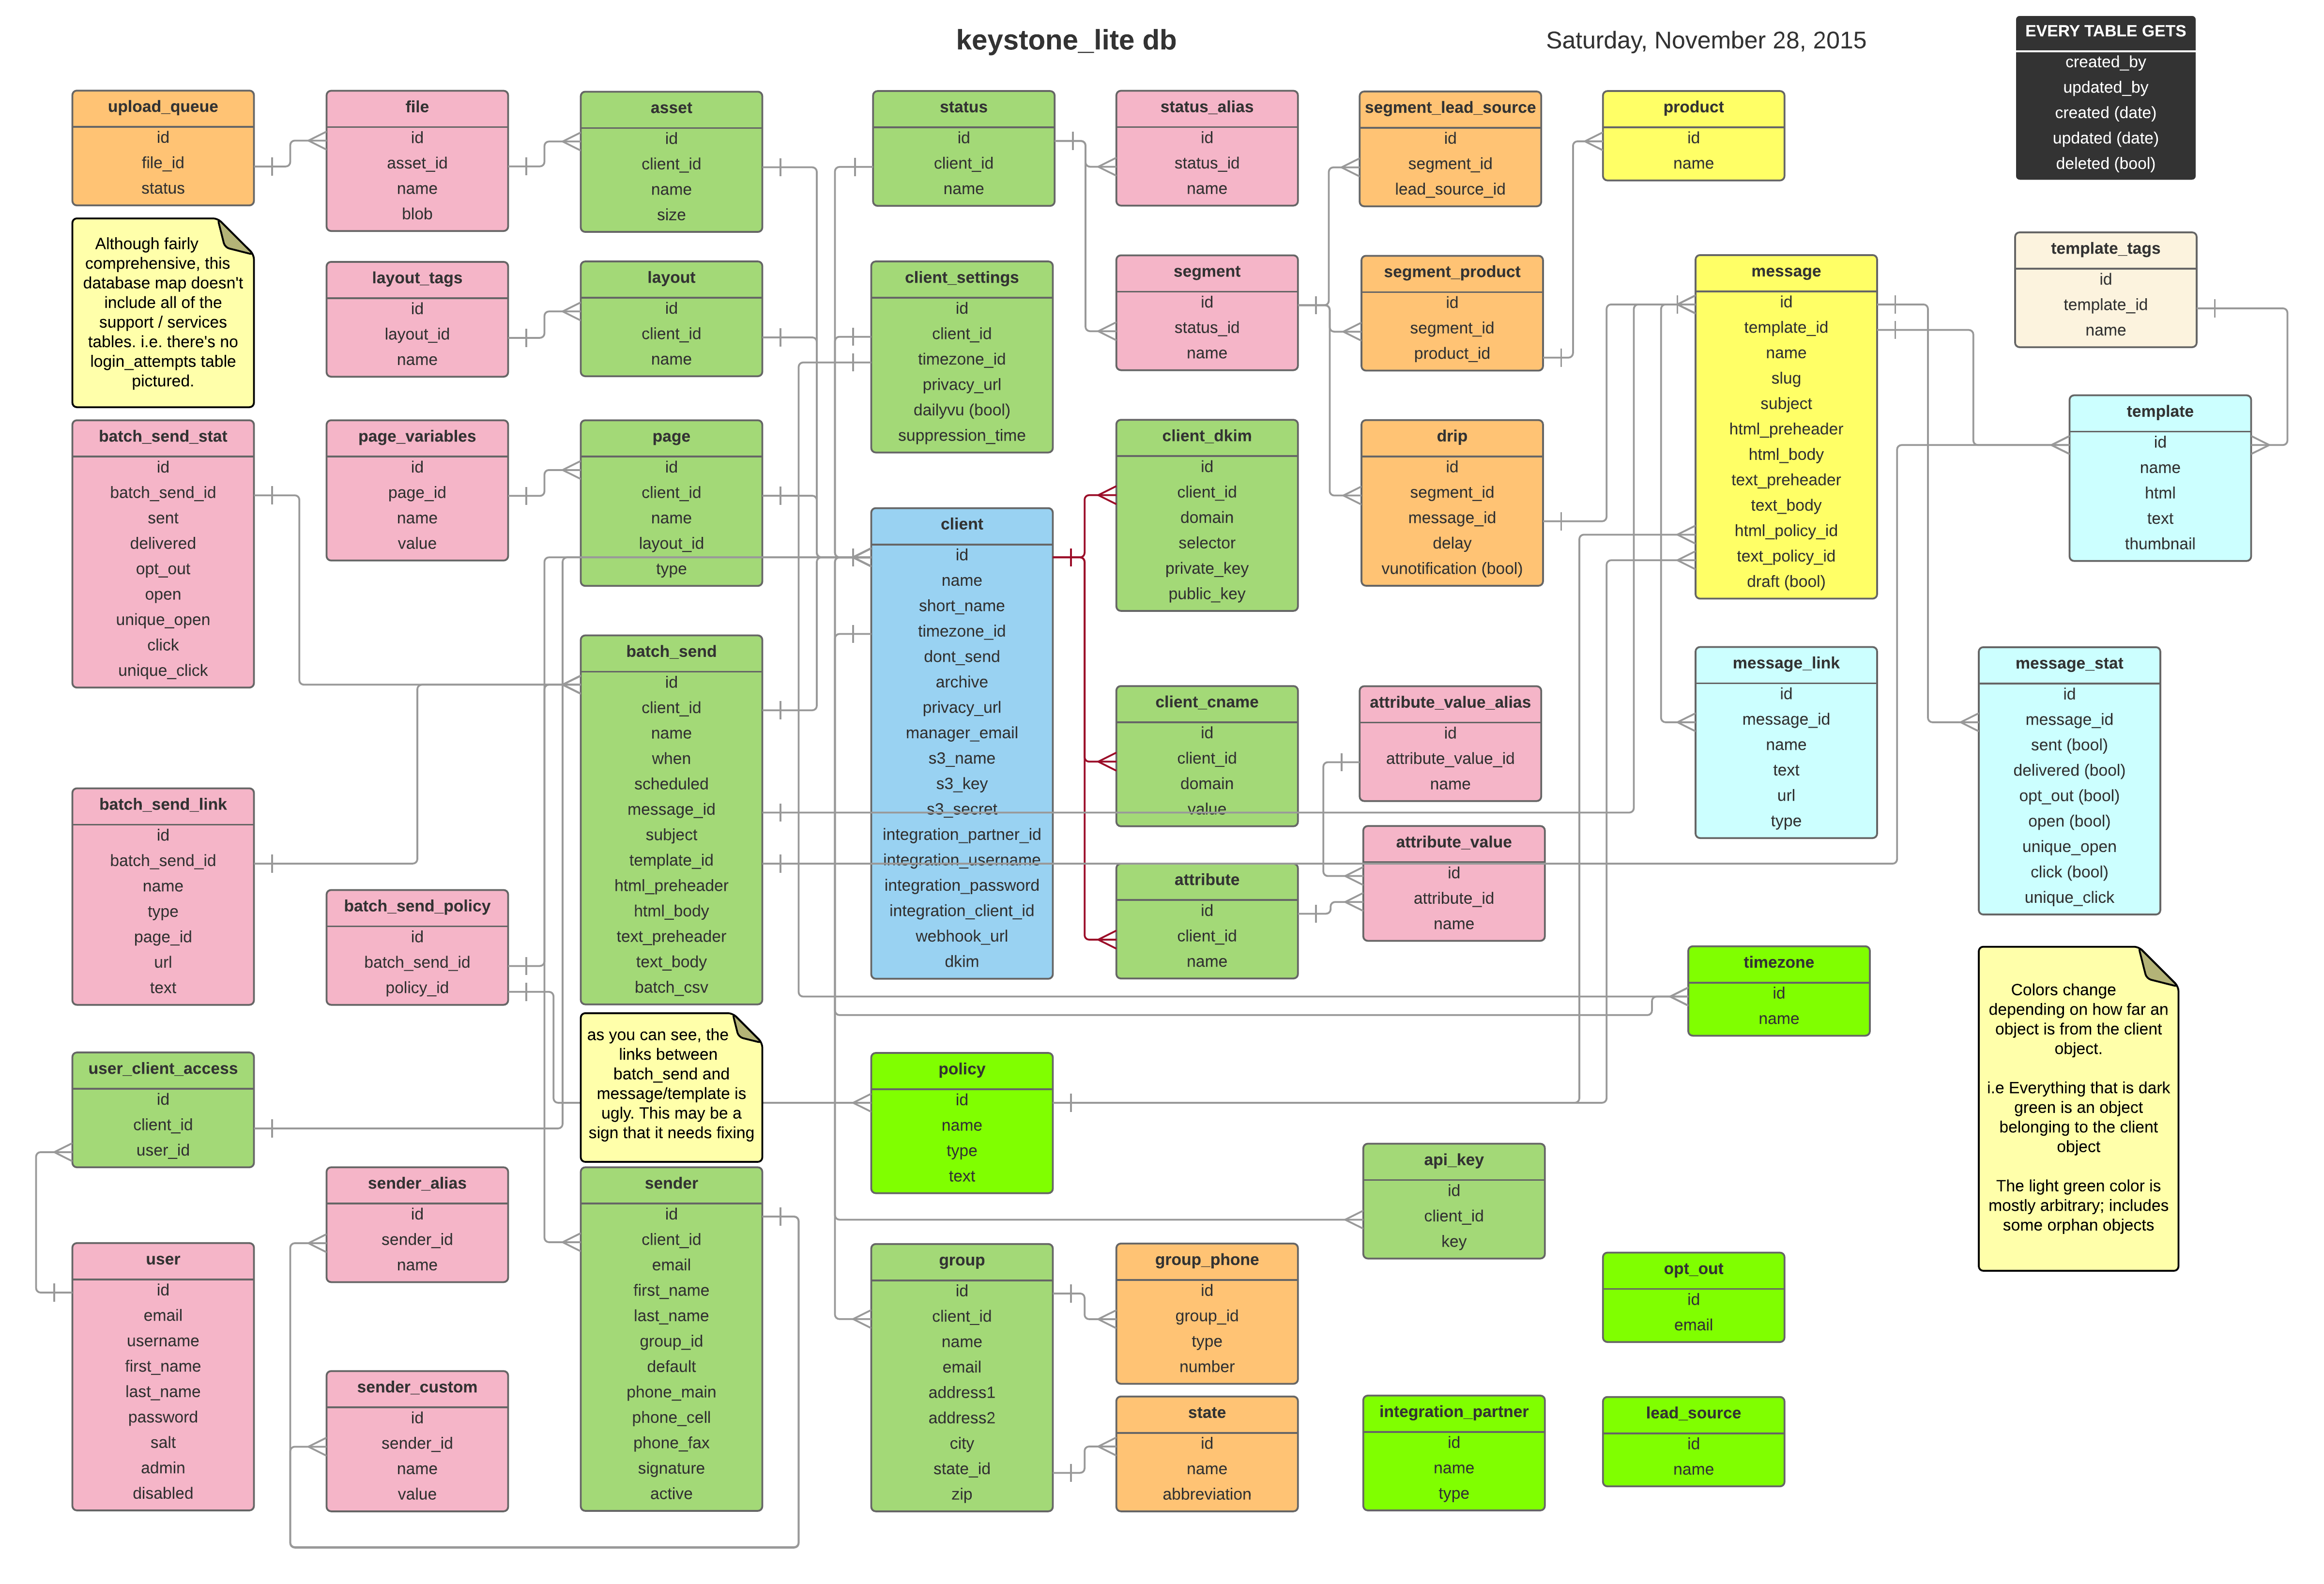 keystone_lite db
Saturday, November 28, 2015
EVERY TABLE GETS
created_by
updated_by
created (date)
updated (date)
deleted (bool)
upload_queue
id
file_id
status
file
id
asset_id
name
blob
asset
id
client_id
name
size
status
id
client_id
name
status_alias
id
status_id
name
segment_lead_source
id
segment_id
lead_source_id
product
id
name
Although fairly
comprehensive, this
database map doesn't
include all of the
support / services
tables. i.e. there's no
login_attempts table
pictured.
layout_tags
id
layout_id
name
layout
id
client_id
name
client_settings
id
client_id
timezone_id
privacy_url
dailyvu (bool)
suppression_time
segment
id
status_id
name
segment_product
id
segment_id
product_id
message
id
template_id
name
slug
subject
html_preheader
html_body
text_preheader
text_body
html_policy_id
text_policy_id
draft (bool)
template_tags
id
template_id
name
template
id
name
html
text
thumbnail
batch_send_stat
id
batch_send_id
sent
delivered
opt_out
open
unique_open
click
unique_click
page_variables
id
page_id
name
value
page
id
client_id
name
layout_id
type
client
id
name
short_name
timezone_id
dont_send
archive
privacy_url
manager_email
s3_name
s3_key
s3_secret
integration_partner_id
integration_username
integration_password
integration_client_id
webhook_url
dkim
client_dkim
id
client_id
domain
selector
private_key
public_key
drip
id
segment_id
message_id
delay
vunotification (bool)
batch_send
id
client_id
name
when
scheduled
message_id
subject
template_id
html_preheader
html_body
text_preheader
text_body
batch_csv
client_cname
id
client_id
domain
value
attribute_value_alias
id
attribute_value_id
name
message_link
id
message_id
name
text
url
type
message_stat
id
message_id
sent (bool)
delivered (bool)
opt_out (bool)
open (bool)
unique_open
click (bool)
unique_click
batch_send_link
id
batch_send_id
name
type
page_id
url
text
batch_send_policy
id
batch_send_id
policy_id
attribute
id
client_id
name
attribute_value
id
attribute_id
name
timezone
id
name
Colors change
depending on how far an
object is from the client
object.
i.e Everything that is dark
green is an object
belonging to the client
object
The light green color is
mostly arbitrary; includes
some orphan objects
as you can see, the
links between
batch_send and
message/template is
ugly. This may be a
sign that it needs fixing
user_client_access
id
client_id
user_id
policy
id
name
type
text
api_key
id
client_id
key
user
id
email
username
first_name
last_name
password
salt
admin
disabled
sender_alias
id
sender_id
name
sender_custom
id
sender_id
name
value
sender
id
client_id
email
first_name
last_name
group_id
default
phone_main
phone_cell
phone_fax
signature
active
group
id
client_id
name
email
address1
address2
city
state_id
zip
group_phone
id
group_id
type
number
state
id
name
abbreviation
integration_partner
id
name
type
opt_out
id
email
lead_source
id
name